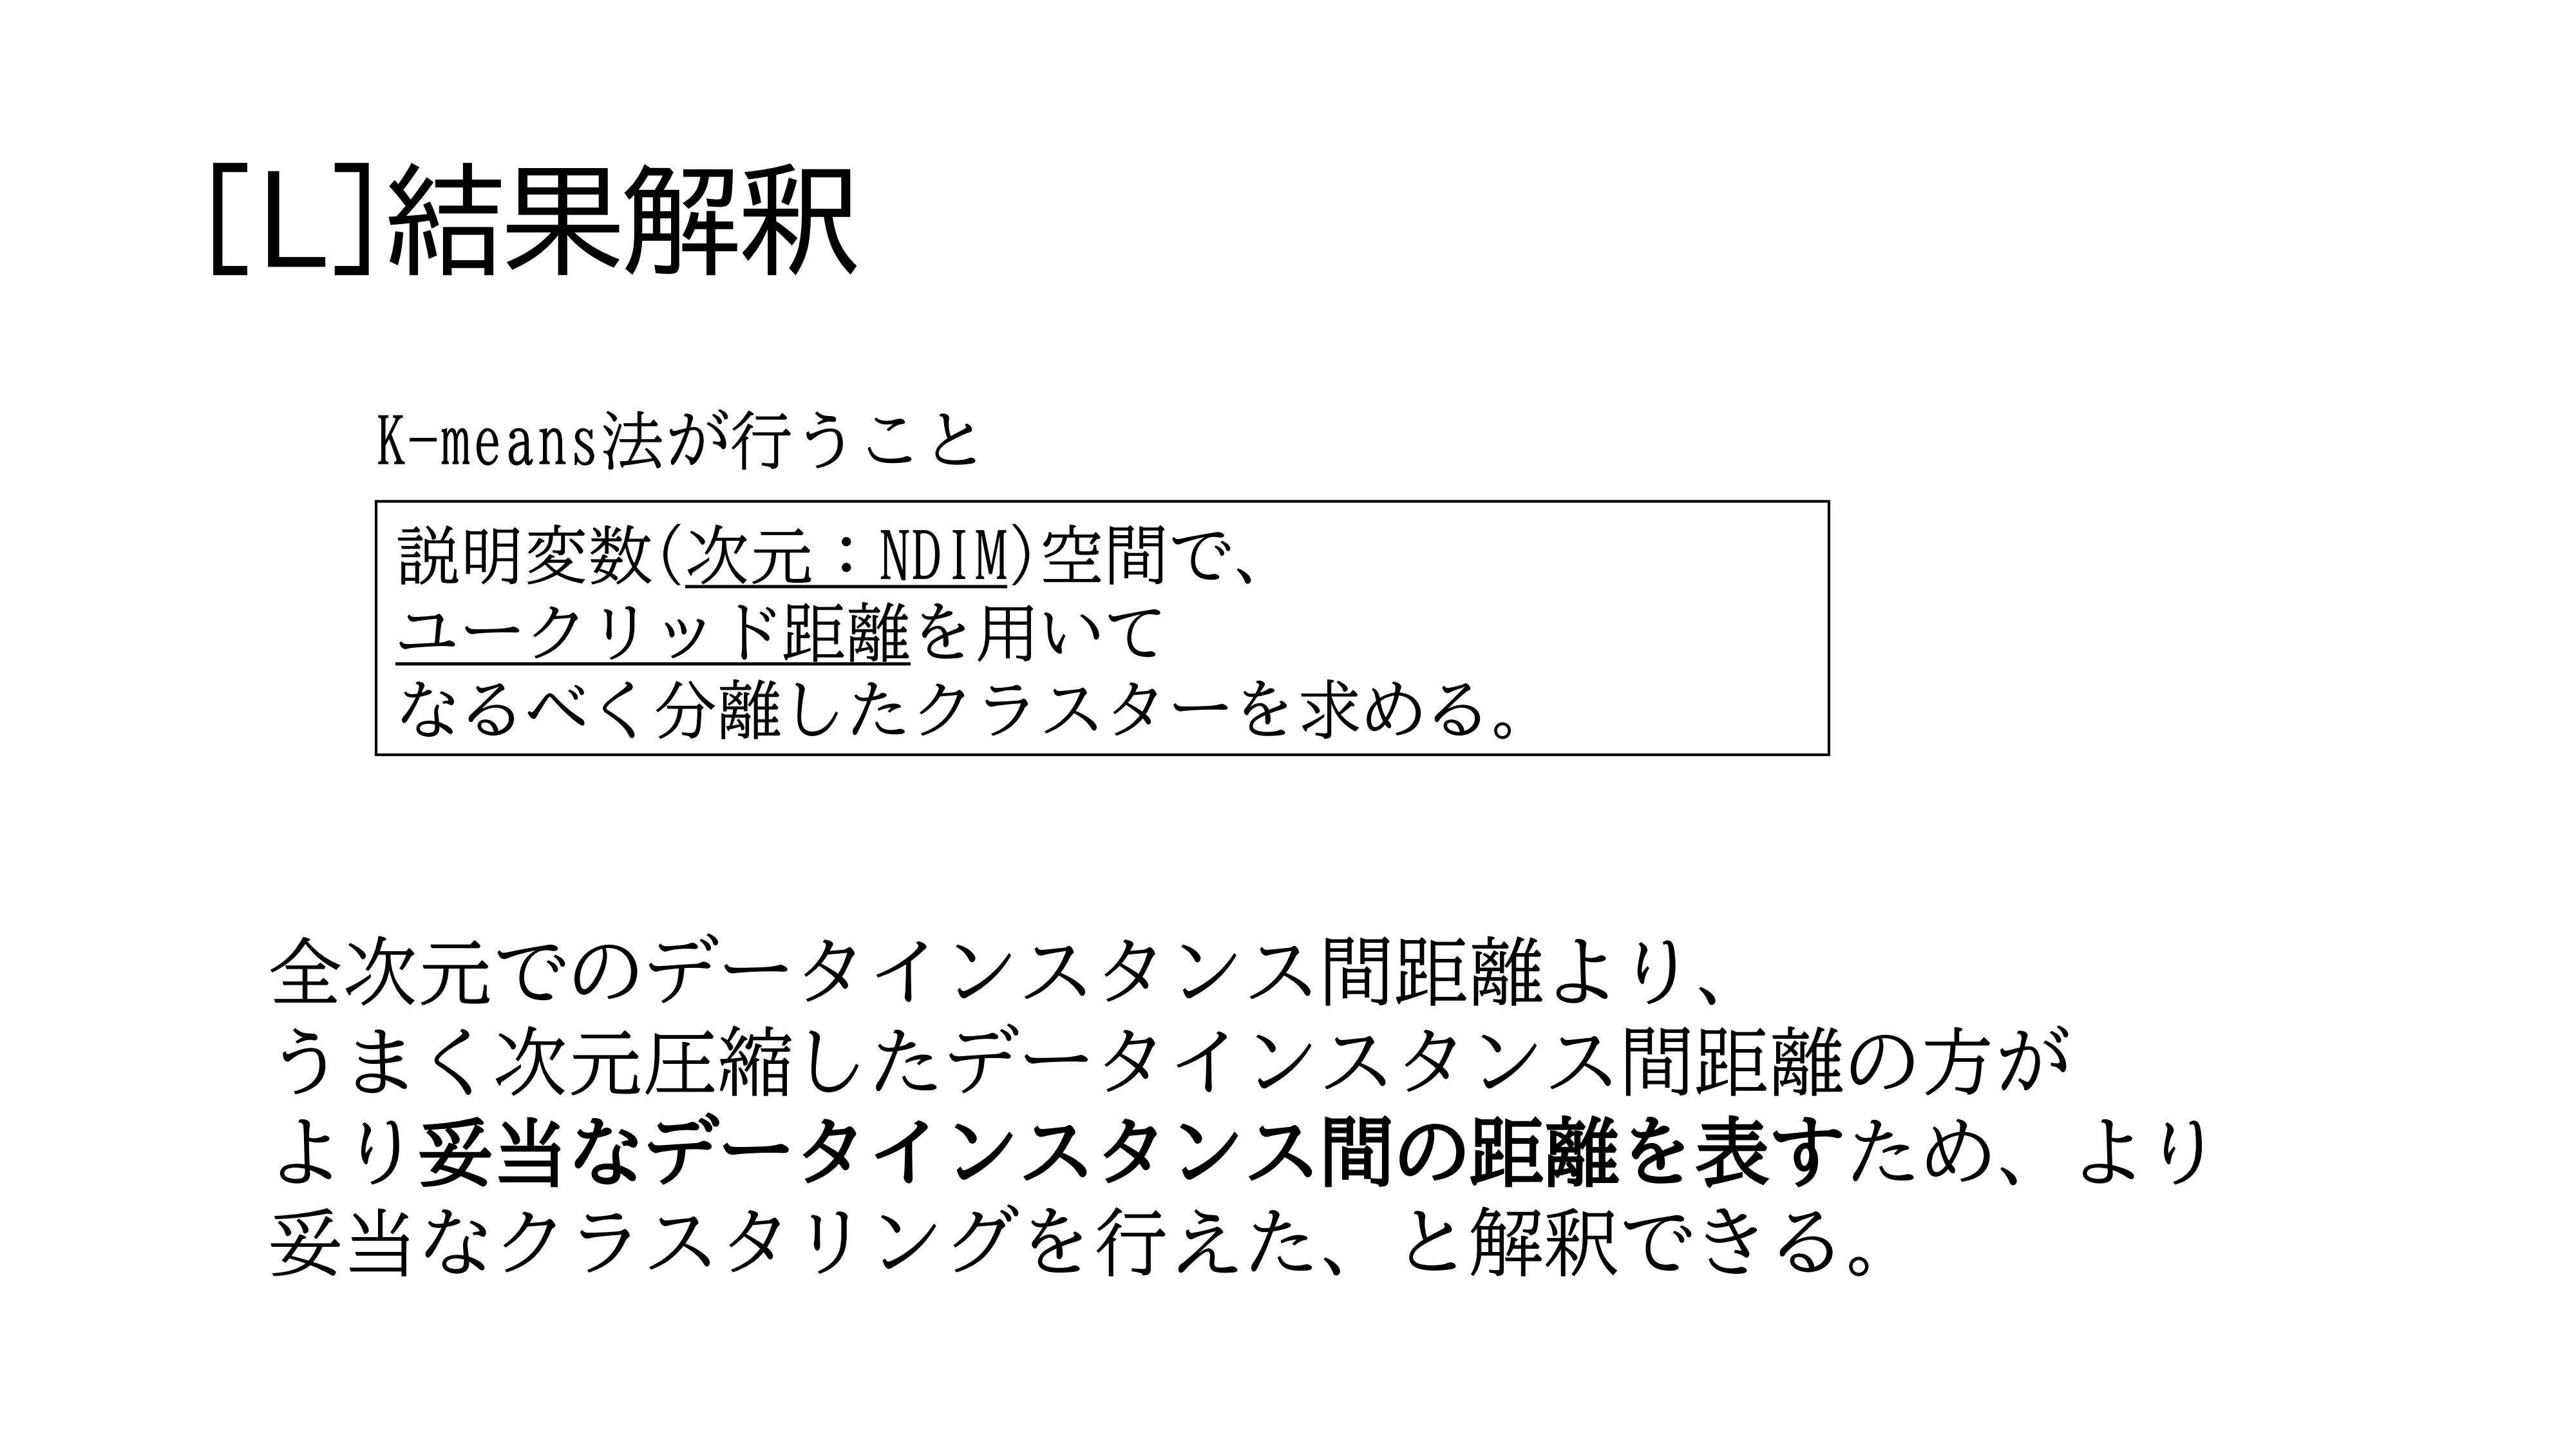 [L]結果解釈
K-means法が行うこと
説明変数(次元：NDIM)空間で、
ユークリッド距離を用いて
なるべく分離したクラスターを求める。
全次元でのデータインスタンス間距離より、
うまく次元圧縮したデータインスタンス間距離の方が
より妥当なデータインスタンス間の距離を表すため、より
妥当なクラスタリングを行えた、と解釈できる。